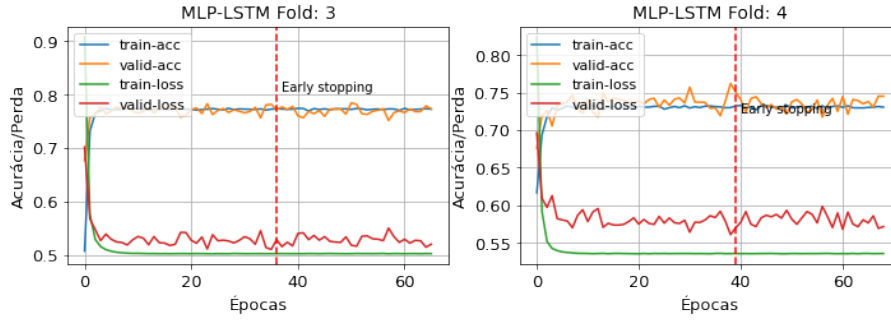 MLP-LSTM Fold: 3
Acurácia/Perda
0.9
0.8
0.7
0.6
0.5
train-acc
valid-acc
train-loss
valid-loss
Early stopping
0
20
40
60
Épocas
MLP-LSTM Fold: 4
Acurácia/Perda
0.80
0.75
0.70
0.65
0.60
0.55
train-acc
valid-acc
train-loss
valid-loss
Early stopping
0
20
40
60
Épocas